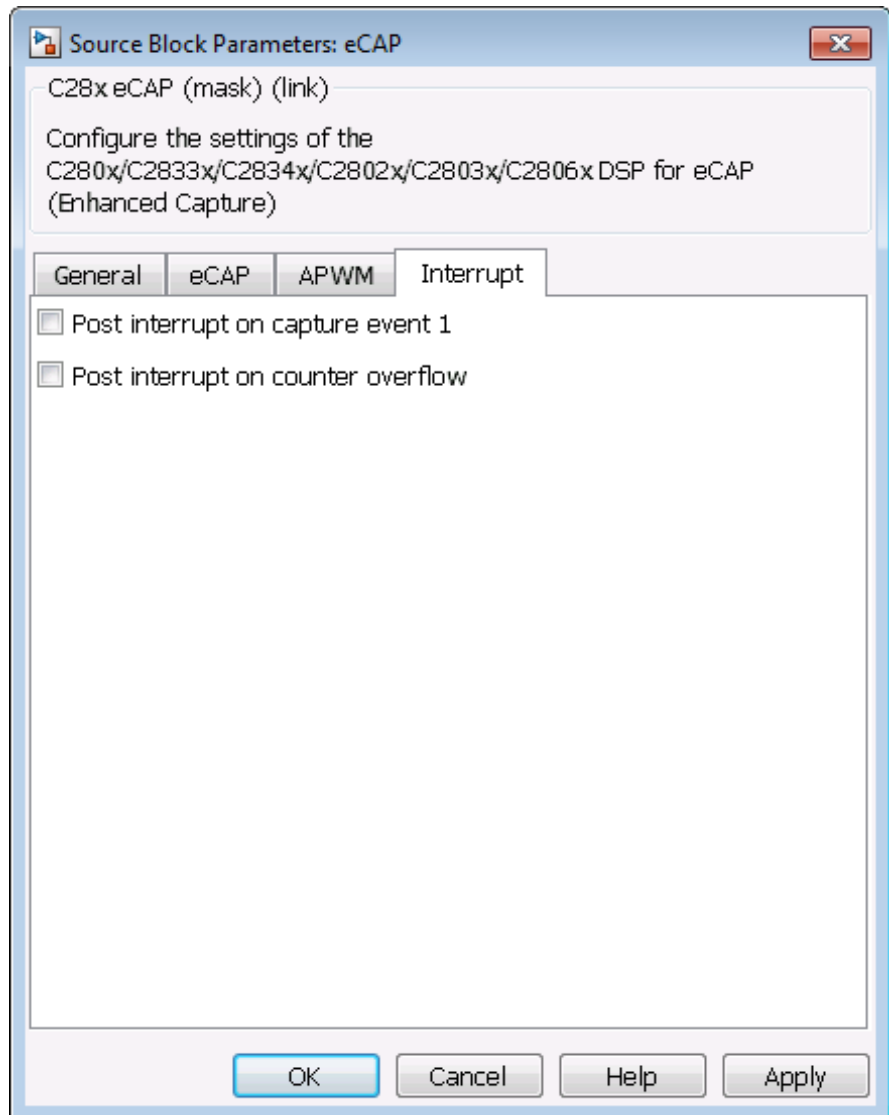 Source Block Parameters: eCAP
C28x eCAP (mask) (link)
Configure the settings of the
C280x/C2833x/C2834x/C2802x/C2803x/C2806x DSP for eCAP
(Enhanced Capture)
General eCAP APWM Interrupt
Post interrupt on capture event 1
Post interrupt on counter overflow
OK Cancel Help Apply